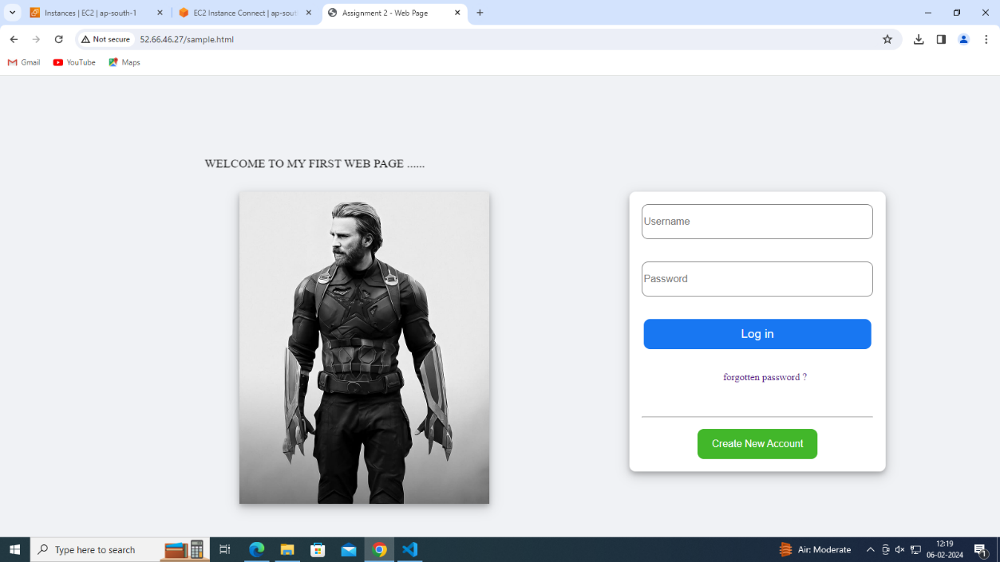 Instances | EC2 | ap-south-1
EC2 Instance Connect | ap-sout
Assignment 2 - Web Page
Not secure
52.66.46.27/sample.html
Gmail
YouTube
Maps
WELCOME TO MY FIRST WEB PAGE ......
Username
Password
Log in
forgotten password ?
Create New Account
Type here to search
Air: Moderate
12:19
06-02-2024
1